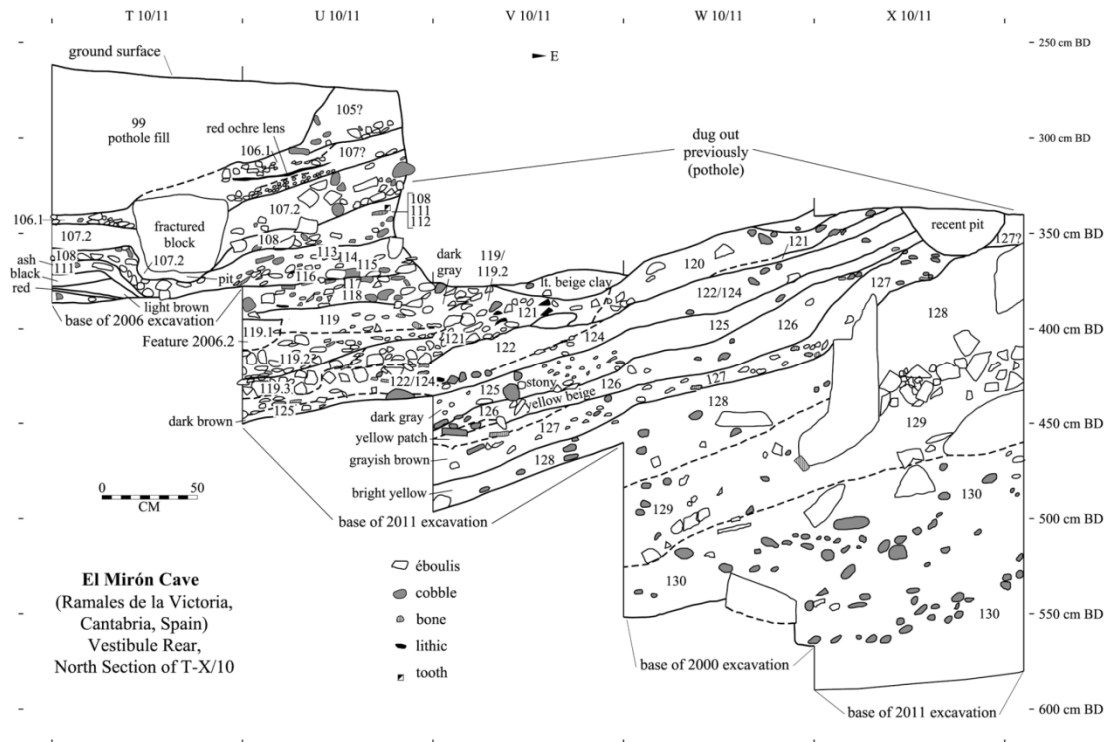 T 10/11
U 10/11
V 10/11
W 10/11
X 10/11
250 cm BD
300 cm BD
350 cm BD
400 cm BD
450 cm BD
500 cm BD
550 cm BD
600 cm BD
ground surface
E
99
pothole fill
105?
red ochre lens
106.1
107?
dug out
previously
(pothole)
106.1
107.2
fractured
block
107.2
107.2
108
111
112
108
113
114
115
116
117
118
108
111
ash
black
red
pit
light brown
base of 2006 excavation
dark
gray
119/
119.2
lt. beige clay
121
120
121
recent pit
127?
119
119.1
Feature 2006.2
119.2?
119.3
121
122
124
122/124
122/124
125
125
125
126
126
126
127
127
127
128
128
128
stony
yellow beige
dark brown
dark gray
yellow patch
grayish brown
bright yellow
129
129
130
130
130
0
50
CM
base of 2011 excavation
base of 2000 excavation
base of 2011 excavation
éboulis
cobble
bone
lithic
tooth
El Mirón Cave
(Ramales de la Victoria,
Cantabria, Spain)
Vestibule Rear,
North Section of T-X/10